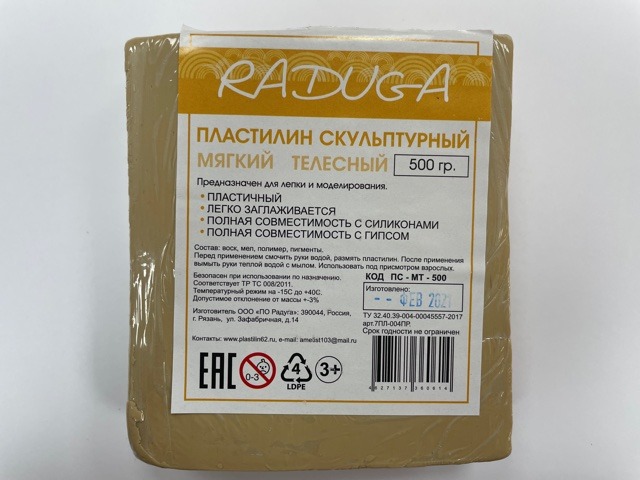 RADUGA
ПЛАСТИЛИН СКУЛЬПТУРНЫЙ
МЯГКИЙ ТЕЛЕСНЫЙ 500 гр.
Предназначен для лепки и моделирования.
• ПЛАСТИЧНЫЙ
• ЛЕГКО ЗАГЛАЖИВАЕТСЯ
• ПОЛНАЯ СОВМЕСТИМОСТЬ С СИЛИКОНАМИ
• ПОЛНАЯ СОВМЕСТИМОСТЬ С ГИПСОМ
Состав: воск, мел, полимер, пигменты.
Перед применением смочить руки водой, размять пластилин. После применения
вымыть руки теплой водой с мылом. Использовать под присмотром взрослых.
Безопасен при использовании по назначению.
Соответствует ТР ТС 008/2011.
Температурный режим на -15С до +40С.
Допустимое отклонение от массы +-3%
Изготовитель ООО «ПО Радуга»: 390044, Россия,
г. Рязань, ул. Зафабричная, д.14
Контакты: www.plastilin62.ru, e-mail: ame5ist103@mail.ru
КОД ПС - МТ - 500
Изготовлено:
- - ФЕВ 2021
ТУ 32.40.39-004-00045557-2017
арт.7ПЛ-004ПР.
Срок годности не ограничен
EAC
0-3
4
LDPE
3+